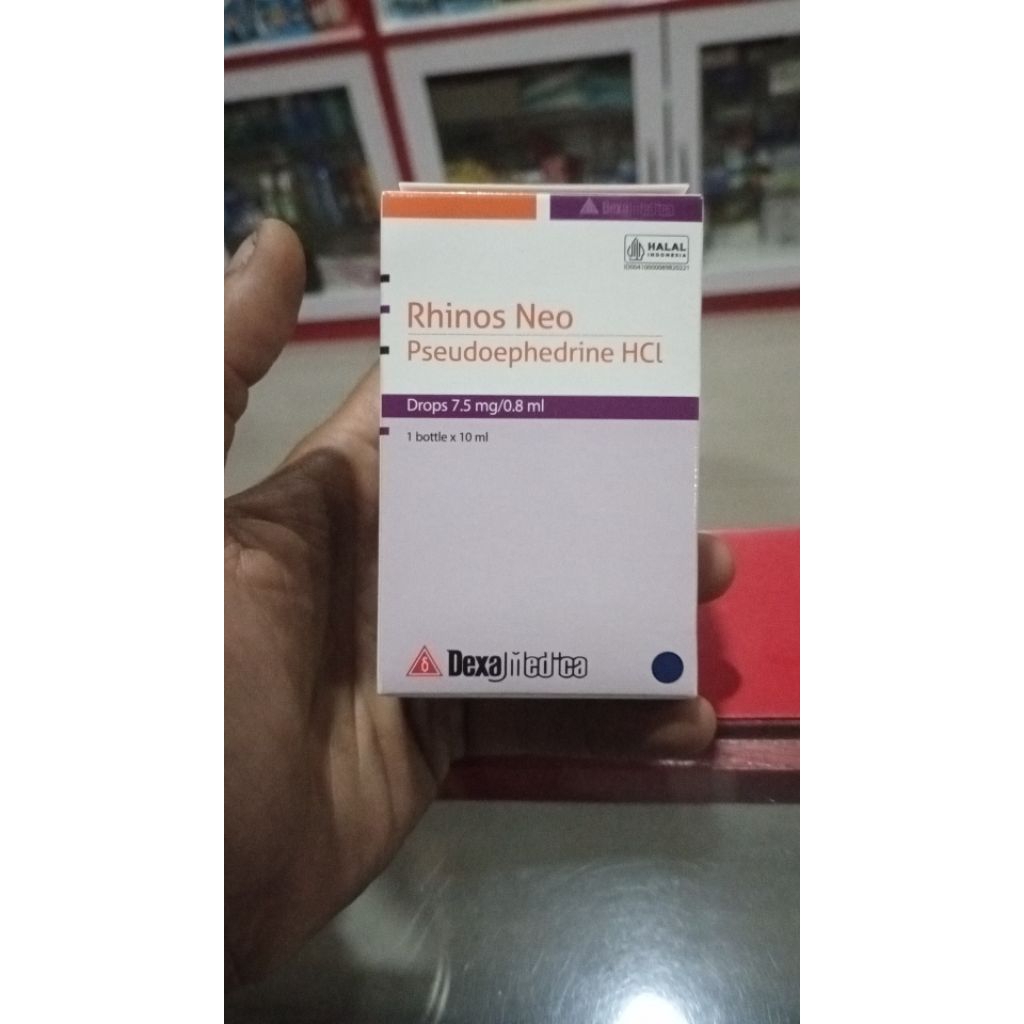 DexaMedica
HALAL
INDONESIA
Rhinos Neo
Pseudoephedrine HCl
Drops 7.5 mg/0.8 ml
1 bottle x 10 ml
δ DexaMedica